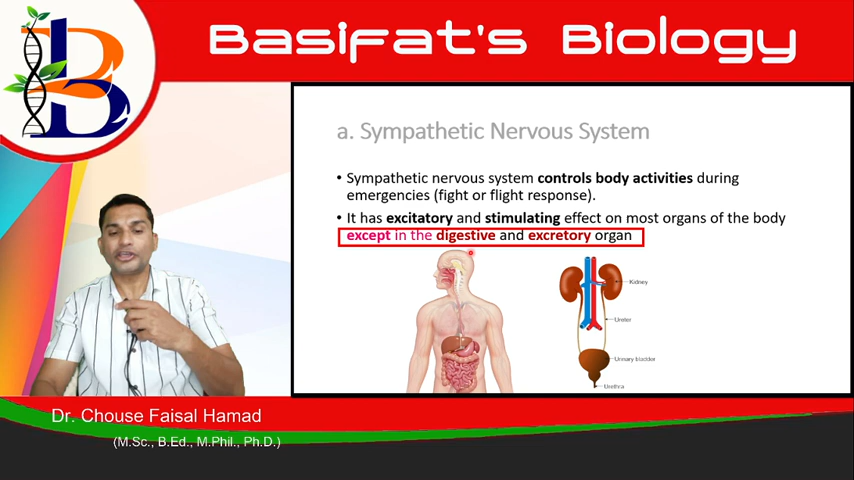 Basifat's Biology
a. Sympathetic Nervous System
• Sympathetic nervous system controls body activities during
emergencies (fight or flight response).
• It has excitatory and stimulating effect on most organs of the body
except in the digestive and excretory organ
Kidney
Ureter
Urinary bladder
Urethra
Dr. Chouse Faisal Hamad
(M.Sc., B.Ed., M.Phil., Ph.D.)